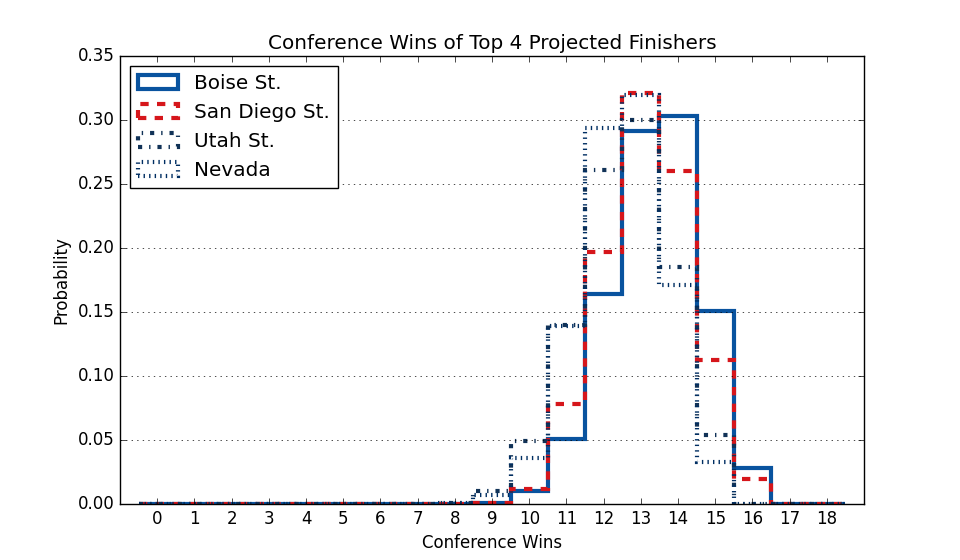 Conference Wins of Top 4 Projected Finishers
0.35
0.30
0.25
0.20
0.15
0.10
0.05
0.00
Probability
Boise St.
San Diego St.
Utah St.
Nevada
0 1 2 3 4 5 6 7 8 9 10 11 12 13 14 15 16 17 18
Conference Wins